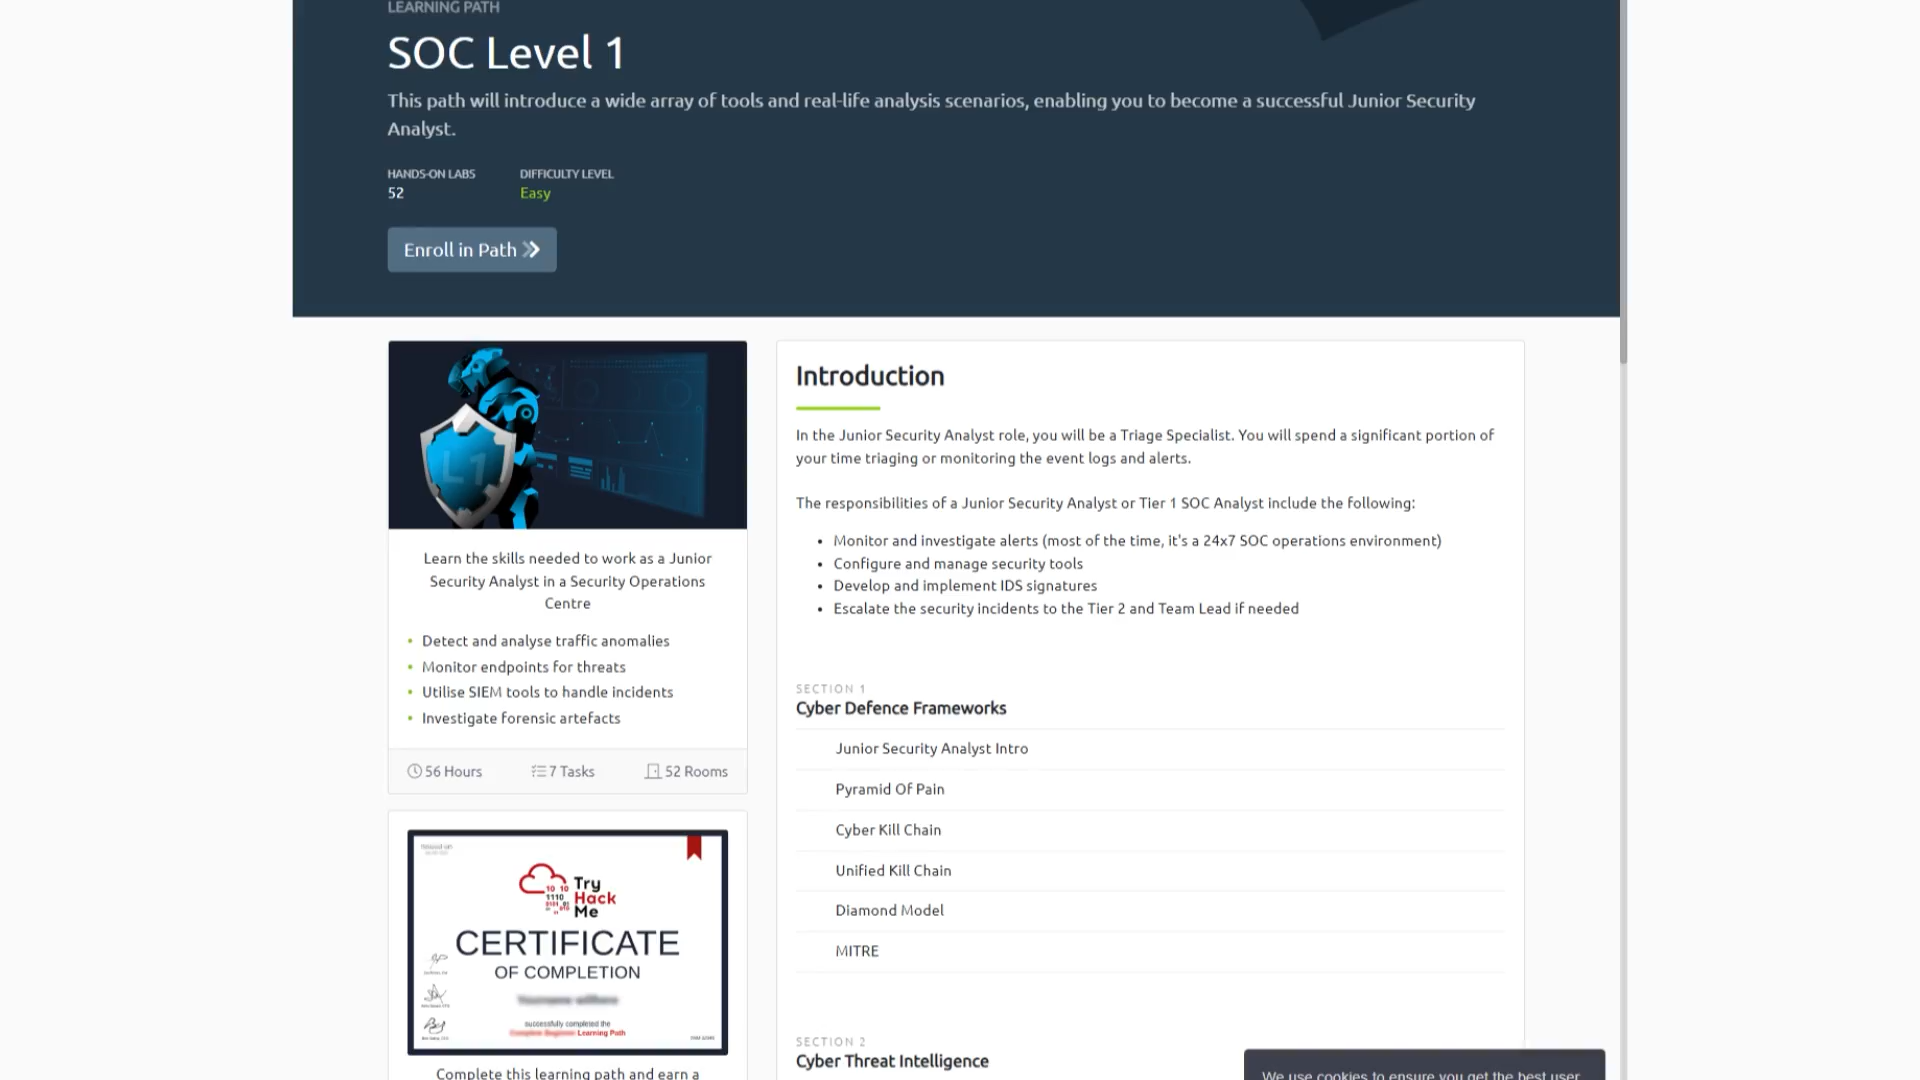 LEARNING PATH
SOC Level 1
This path will introduce a wide array of tools and real-life analysis scenarios, enabling you to become a successful Junior Security
Analyst.
HANDS-ON LABS
52
DIFFICULTY LEVEL
Easy
Enroll in Path
L1
Learn the skills needed to work as a Junior
Security Analyst in a Security Operations
Centre
Detect and analyse traffic anomalies
Monitor endpoints for threats
Utilise SIEM tools to handle incidents
Investigate forensic artefacts
56 Hours
7 Tasks
52 Rooms
Try
Hack
Me
CERTIFICATE
OF COMPLETION
successfully completed the
Complete Beginner Learning Path
Complete this learning path and earn a
Introduction
In the Junior Security Analyst role, you will be a Triage Specialist. You will spend a significant portion of
your time triaging or monitoring the event logs and alerts.
The responsibilities of a Junior Security Analyst or Tier 1 SOC Analyst include the following:
Monitor and investigate alerts (most of the time, it's a 24x7 SOC operations environment)
Configure and manage security tools
Develop and implement IDS signatures
Escalate the security incidents to the Tier 2 and Team Lead if needed
SECTION 1
Cyber Defence Frameworks
Junior Security Analyst Intro
Pyramid Of Pain
Cyber Kill Chain
Unified Kill Chain
Diamond Model
MITRE
SECTION 2
Cyber Threat Intelligence
We use cookies to ensure you get the best user